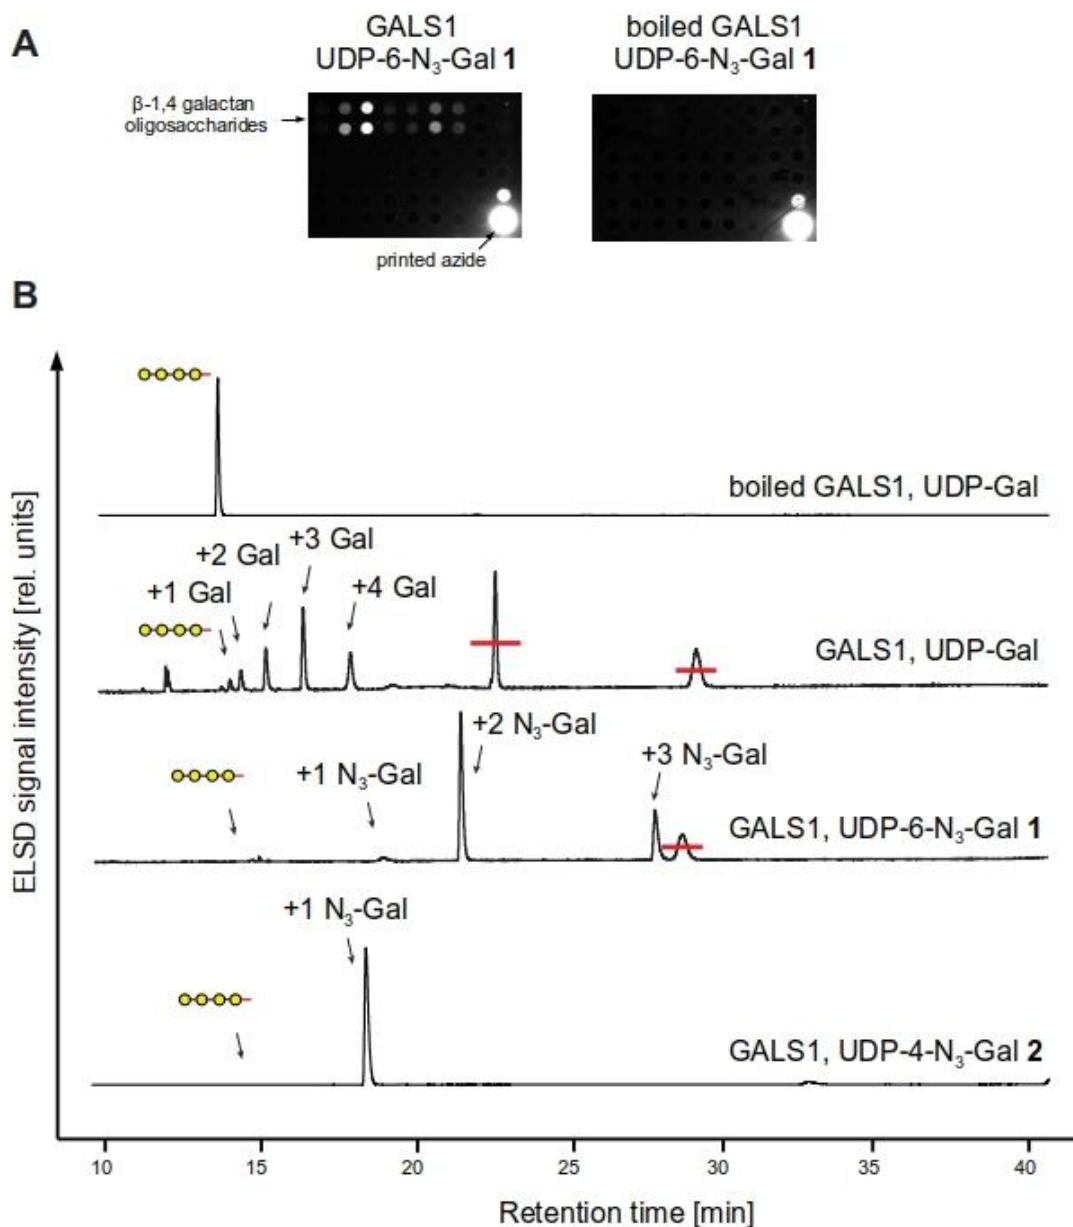 A
GALS1
UDP-6-N₃-Gal 1
boiled GALS1
UDP-6-N₃-Gal 1
β-1,4 galactan
oligosaccharides
printed azide
B
ELSD signal intensity [rel. units]
boiled GALS1, UDP-Gal
+3 Gal
+2 Gal
+1 Gal
+4 Gal
GALS1, UDP-Gal
+2 N₃-Gal
+1 N₃-Gal
+3 N₃-Gal
GALS1, UDP-6-N₃-Gal 1
+1 N₃-Gal
GALS1, UDP-4-N₃-Gal 2
10 15 20 25 30 35 40
Retention time [min]